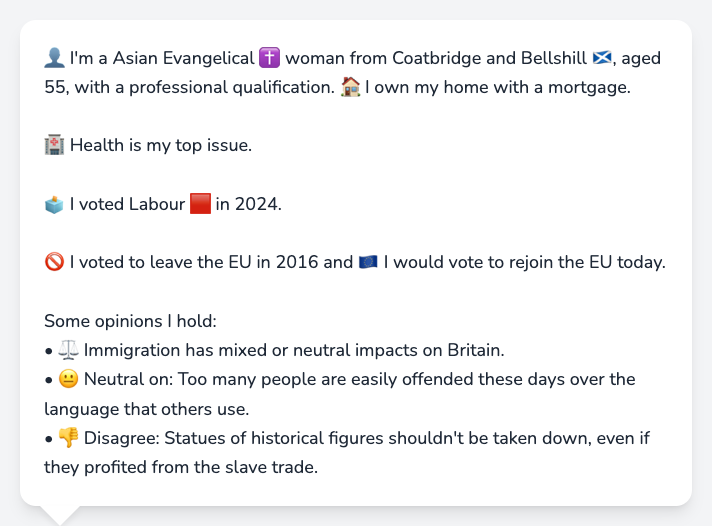 👤 I'm a Asian Evangelical ✝️ woman from Coatbridge and Bellshill 🏴󠁧󠁢󠁳󠁣󠁴󠁿, aged
55, with a professional qualification. 🏠 I own my home with a mortgage.
🏥 Health is my top issue.
🗳️ I voted Labour 🟥 in 2024.
🚫 I voted to leave the EU in 2016 and 🇪🇺 I would vote to rejoin the EU today.
Some opinions I hold:
• ⚖️ Immigration has mixed or neutral impacts on Britain.
• 😐 Neutral on: Too many people are easily offended these days over the
language that others use.
• 👎 Disagree: Statues of historical figures shouldn't be taken down, even if
they profited from the slave trade.